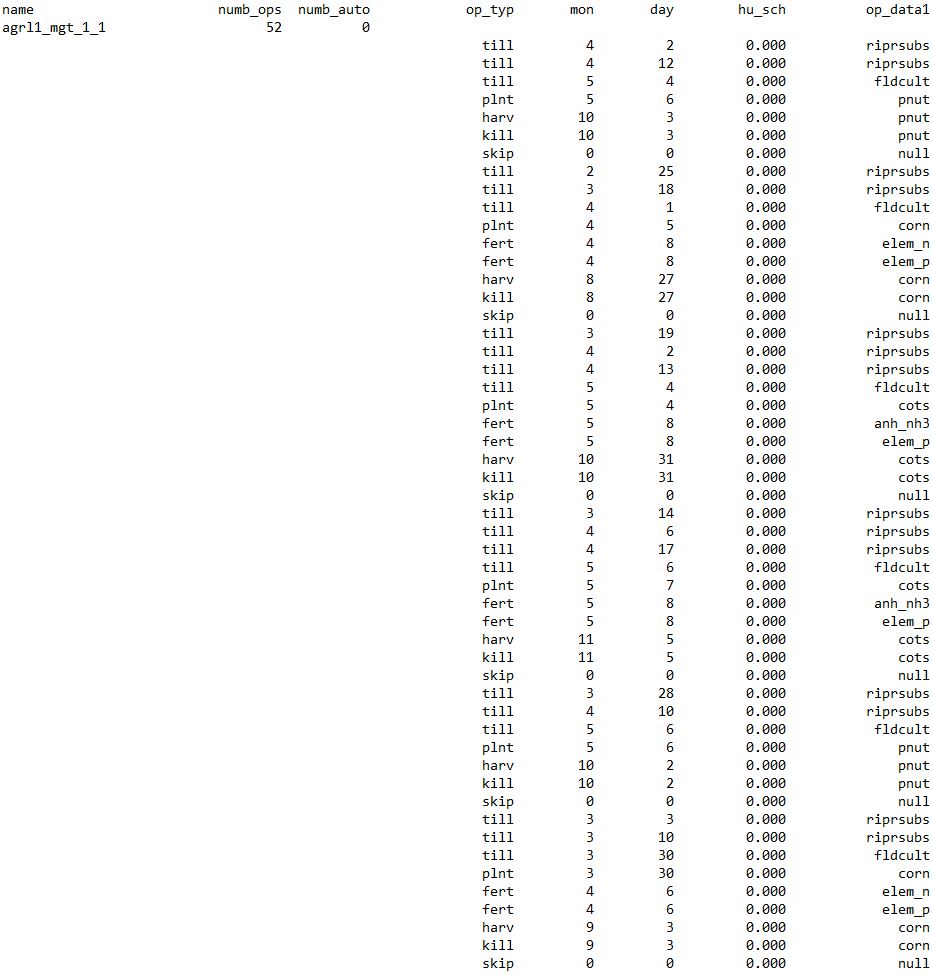 name numb_ops numb_auto op_typ mon day hu_sch op_data1
agrl1_mgt_1_1 52 0
till 4 2 0.000 riprsubs
till 4 12 0.000 riprsubs
till 5 4 0.000 fldcult
plnt 5 6 0.000 pnut
harv 10 3 0.000 pnut
kill 10 3 0.000 pnut
skip 0 0 0.000 null
till 2 25 0.000 riprsubs
till 3 18 0.000 riprsubs
till 4 1 0.000 fldcult
plnt 4 5 0.000 corn
fert 4 8 0.000 elem_n
fert 4 8 0.000 elem_p
harv 8 27 0.000 corn
kill 8 27 0.000 corn
skip 0 0 0.000 null
till 3 19 0.000 riprsubs
till 4 2 0.000 riprsubs
till 4 13 0.000 riprsubs
till 5 4 0.000 fldcult
plnt 5 4 0.000 cots
fert 5 8 0.000 anh_nh3
fert 5 8 0.000 elem_p
harv 10 31 0.000 cots
kill 10 31 0.000 cots
skip 0 0 0.000 null
till 3 14 0.000 riprsubs
till 4 6 0.000 riprsubs
till 4 17 0.000 riprsubs
till 5 6 0.000 fldcult
plnt 5 7 0.000 cots
fert 5 8 0.000 anh_nh3
fert 5 8 0.000 elem_p
harv 11 5 0.000 cots
kill 11 5 0.000 cots
skip 0 0 0.000 null
till 3 28 0.000 riprsubs
till 4 10 0.000 riprsubs
till 5 6 0.000 fldcult
plnt 5 6 0.000 pnut
harv 10 2 0.000 pnut
kill 10 2 0.000 pnut
skip 0 0 0.000 null
till 3 3 0.000 riprsubs
till 3 10 0.000 riprsubs
till 3 30 0.000 fldcult
plnt 3 30 0.000 corn
fert 4 6 0.000 elem_n
fert 4 6 0.000 elem_p
harv 9 3 0.000 corn
kill 9 3 0.000 corn
skip 0 0 0.000 null